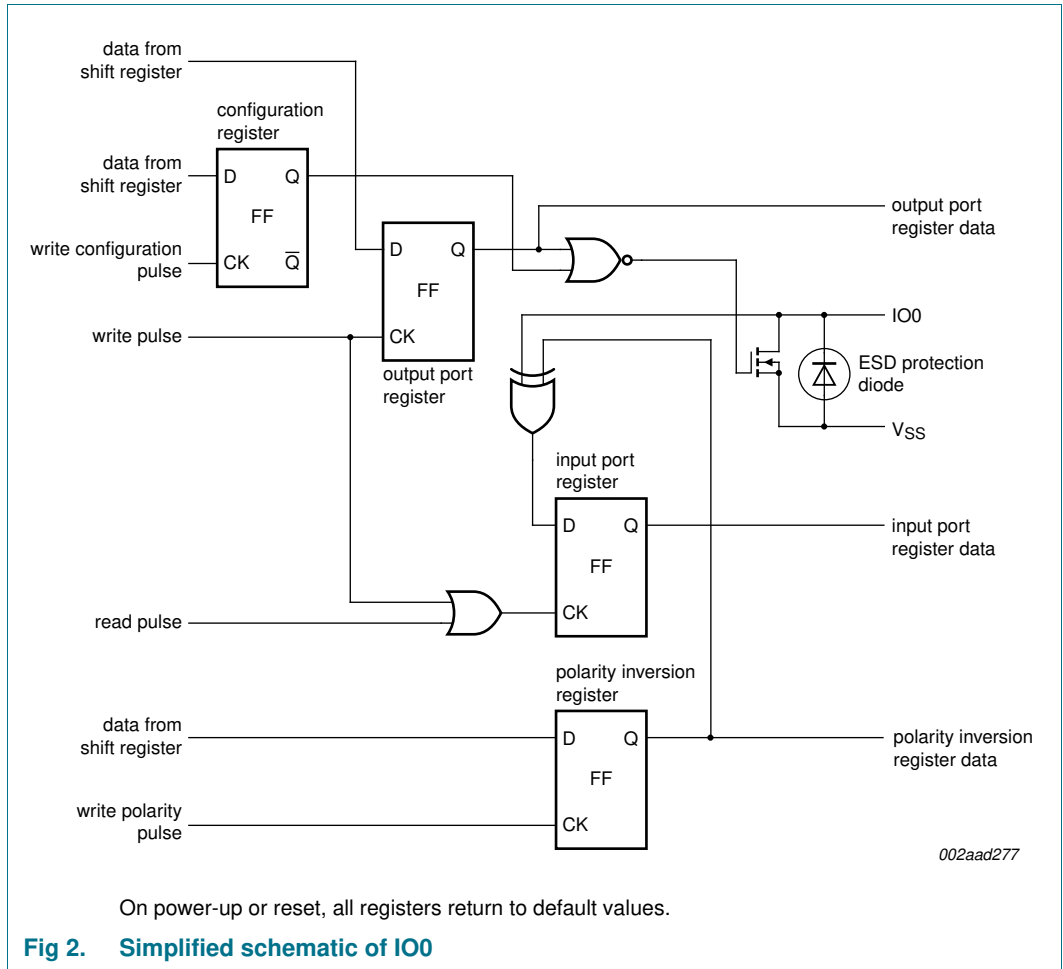 data from
shift register
configuration
register
data from
shift register
D Q
FF
write configuration
pulse
CK Q̅
output port
register data
D Q
FF
CK
write pulse
output port
register
IO0
ESD protection
diode
VSS
input port
register
D Q
FF
CK
input port
register data
read pulse
polarity inversion
register
data from
shift register
D Q
FF
CK
polarity inversion
register data
write polarity
pulse
002aad277
On power-up or reset, all registers return to default values.
Fig 2. Simplified schematic of IO0